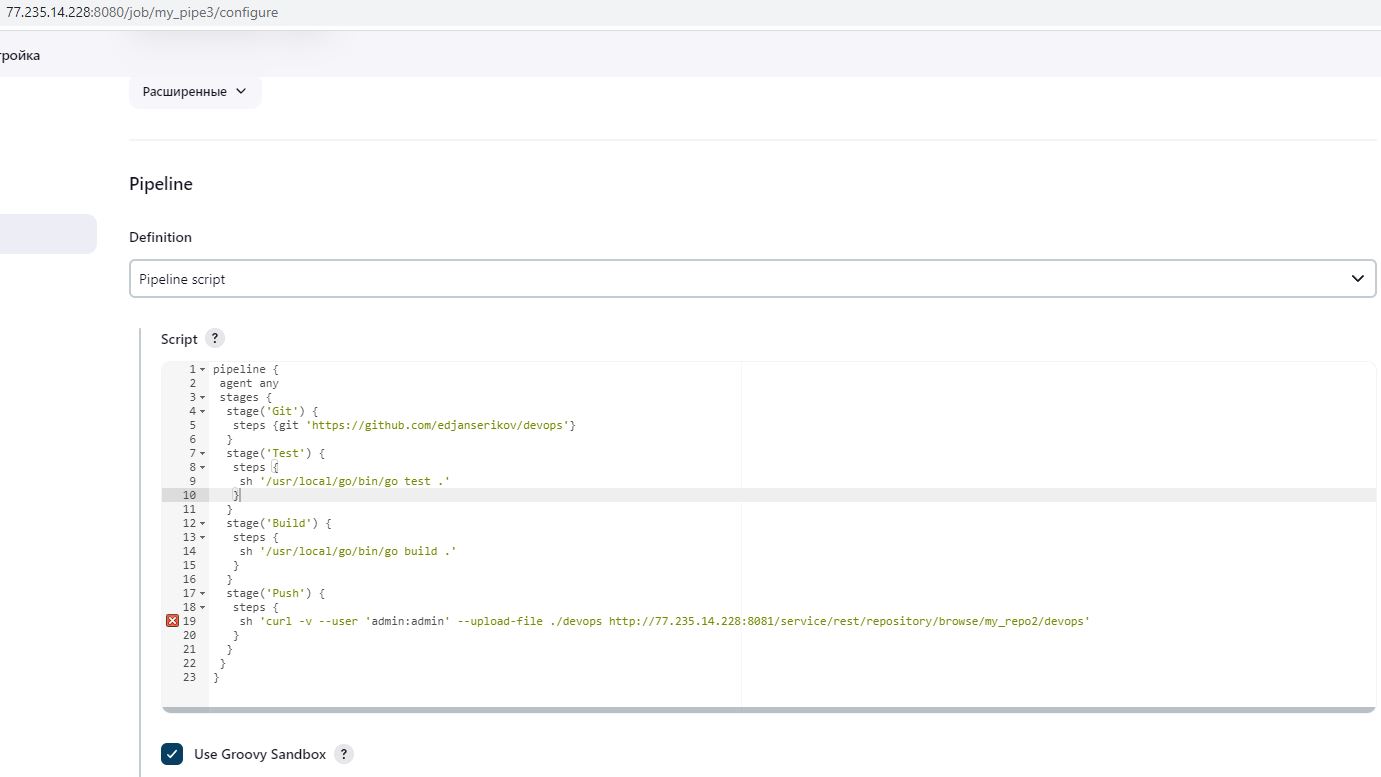 77.235.14.228:8080/job/my_pipe3/configure
тройка
Расширенные
Pipeline
Definition
Pipeline script
Script ?
1 pipeline {
2 agent any
3 stages {
4 stage('Git') {
5 steps {git 'https://github.com/edjanserikov/devops'}
6 }
7 stage('Test') {
8 steps {
9 sh '/usr/local/go/bin/go test .'
10 }
11 }
12 stage('Build') {
13 steps {
14 sh '/usr/local/go/bin/go build .'
15 }
16 }
17 stage('Push') {
18 steps {
19 sh 'curl -v --user 'admin:admin' --upload-file ./devops http://77.235.14.228:8081/service/rest/repository/browse/my_repo2/devops'
20 }
21 }
22 }
23 }
Use Groovy Sandbox ?